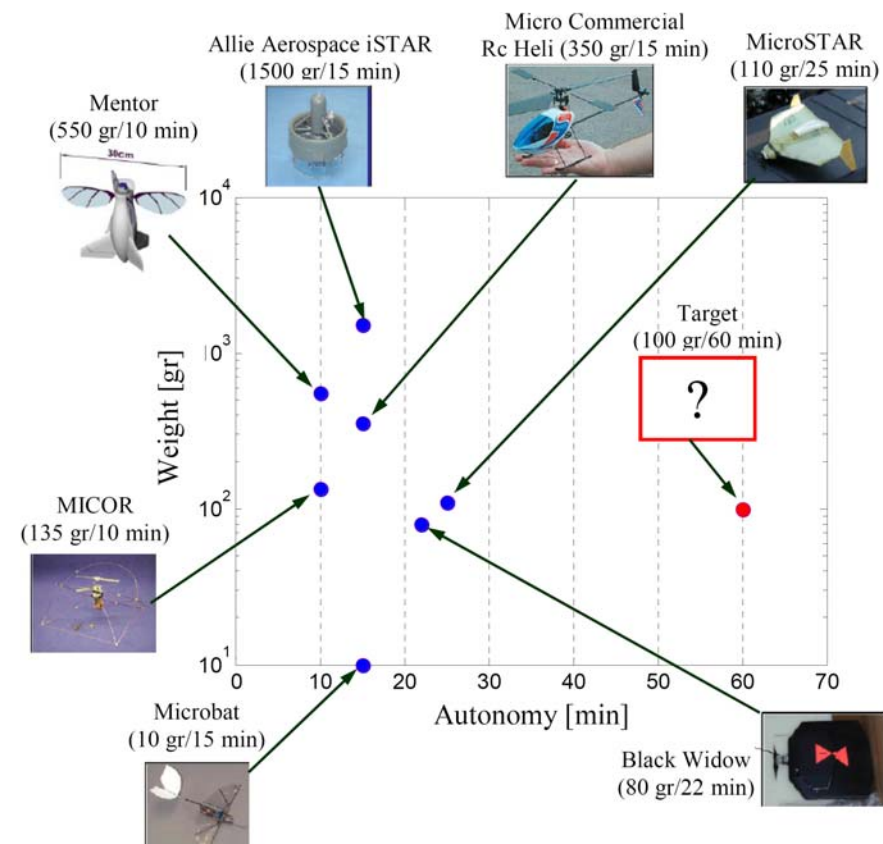 Allie Aerospace iSTAR
(1500 gr/15 min)
Micro Commercial
Rc Heli (350 gr/15 min)
MicroSTAR
(110 gr/25 min)
Mentor
(550 gr/10 min)
38cm
Target
(100 gr/60 min)
?
MICOR
(135 gr/10 min)
Microbat
(10 gr/15 min)
Black Widow
(80 gr/22 min)
Weight [gr]
10⁴
10³
10²
10¹
0 10 20 30 40 50 60 70
Autonomy [min]